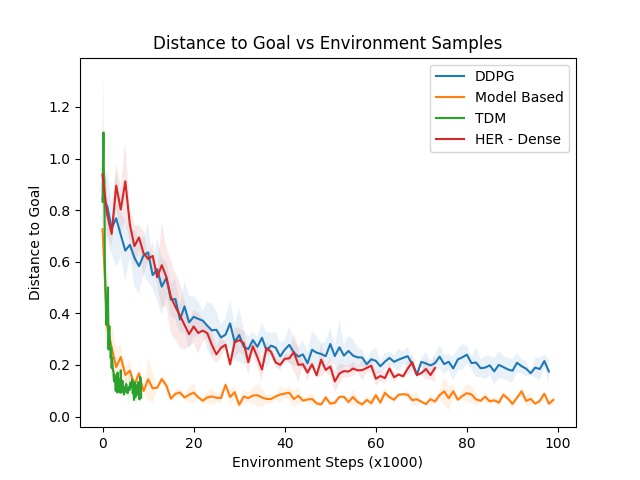 Distance to Goal vs Environment Samples
DDPG
Model Based
TDM
HER - Dense
Distance to Goal
1.2
1.0
0.8
0.6
0.4
0.2
0.0
0
20
40
60
80
100
Environment Steps (x1000)